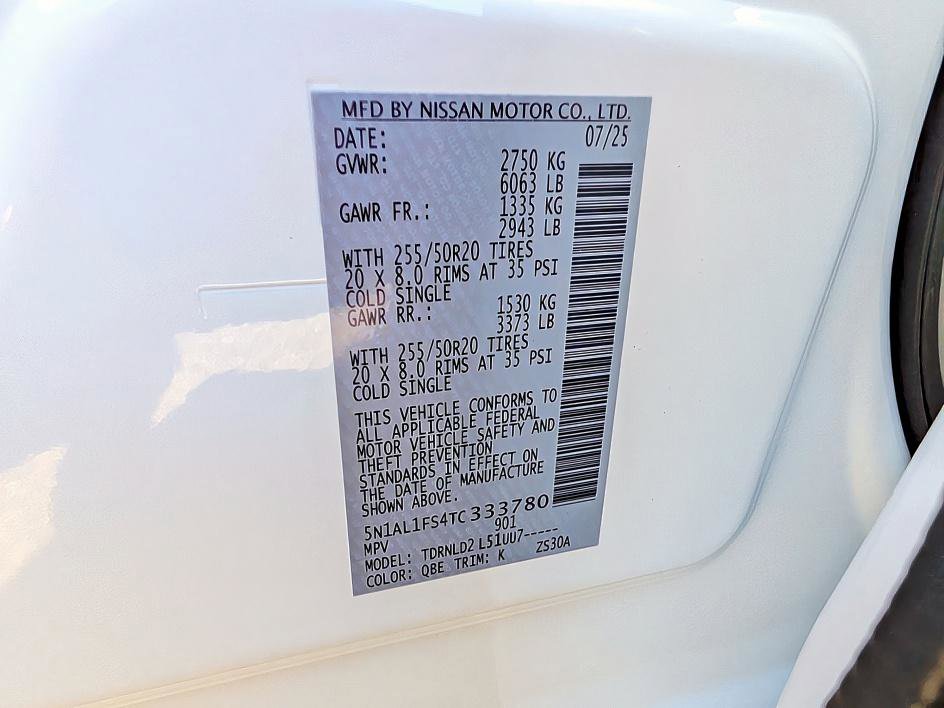 MFD BY NISSAN MOTOR CO., LTD.
DATE: 07/25
GVWR: 2750 KG
6063 LB
GAWR FR.: 1335 KG
2943 LB
WITH 255/50R20 TIRES
20 X 8.0 RIMS AT 35 PSI
COLD SINGLE
GAWR RR.: 1530 KG
3373 LB
WITH 255/50R20 TIRES
20 X 8.0 RIMS AT 35 PSI
COLD SINGLE
THIS VEHICLE CONFORMS TO
ALL APPLICABLE FEDERAL
MOTOR VEHICLE SAFETY AND
THEFT PREVENTION
STANDARDS IN EFFECT ON
THE DATE OF MANUFACTURE
SHOWN ABOVE.
5N1AL1FS4TC333780
MPV 901
MODEL: TDRNLD2 L51UU7-----
COLOR: QBE TRIM: K ZS30A